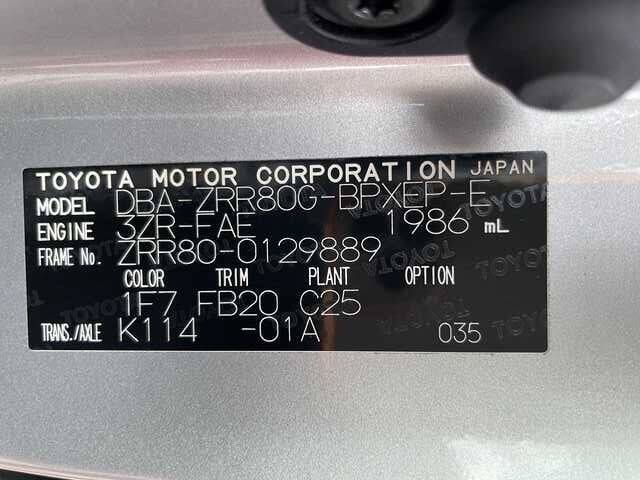 TOYOTA MOTOR CORPORATION JAPAN
MODEL DBA-ZRR80G-BPXEP-E
ENGINE 3ZR-FAE 1986 mL
FRAME No. ZRR80-0129889
COLOR TRIM PLANT OPTION
1F7 FB20 C25
TRANS./AXLE K114 -01A 035